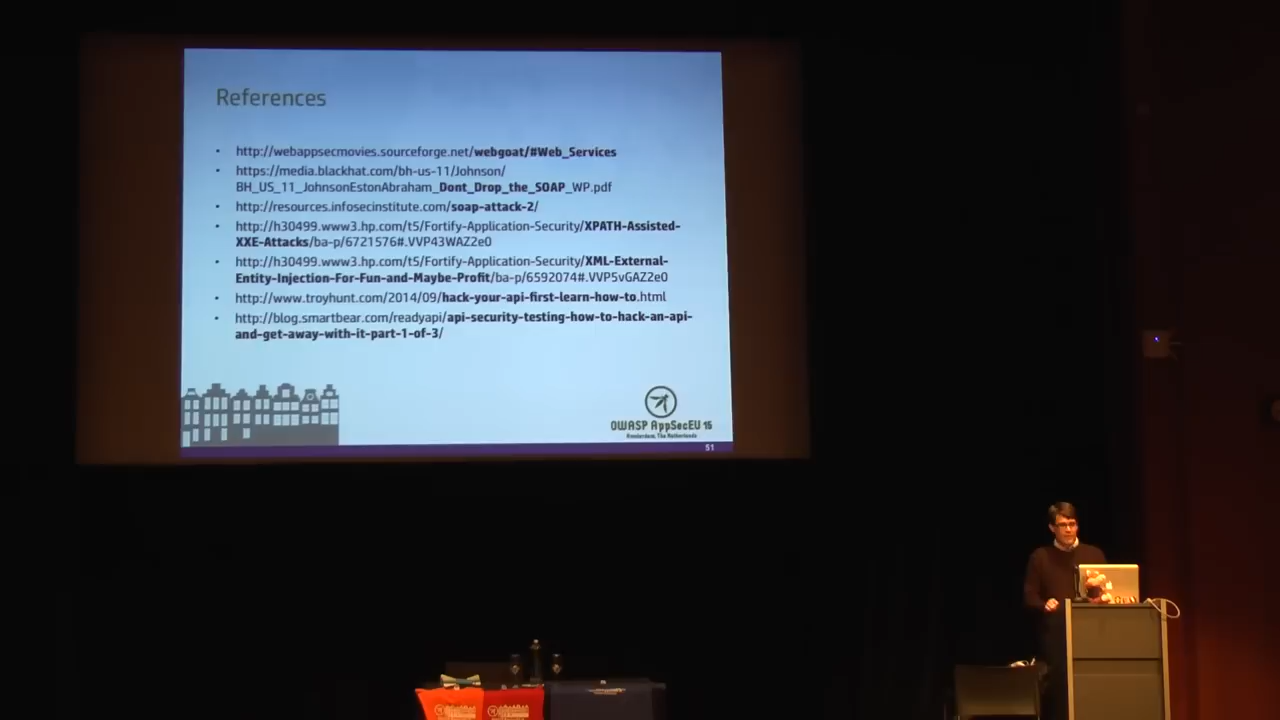 References
• http://webappsecmovies.sourceforge.net/webgoat/#Web_Services
• https://media.blackhat.com/bh-us-11/Johnson/
BH_US_11_JohnsonEstonAbraham_Dont_Drop_the_SOAP_WP.pdf
• http://resources.infosecinstitute.com/soap-attack-2/
• http://h30499.www3.hp.com/t5/Fortify-Application-Security/XPATH-Assisted-
XXE-Attacks/ba-p/6721576#.VVP43WAZ2e0
• http://h30499.www3.hp.com/t5/Fortify-Application-Security/XML-External-
Entity-Injection-For-Fun-and-Maybe-Profit/ba-p/6592074#.VVP5vGAZ2e0
• http://www.troyhunt.com/2014/09/hack-your-api-first-learn-how-to.html
• http://blog.smartbear.com/readyapi/api-security-testing-how-to-hack-an-api-
and-get-away-with-it-part-1-of-3/
OWASP AppSecEU 15
Amsterdam, The Netherlands
51